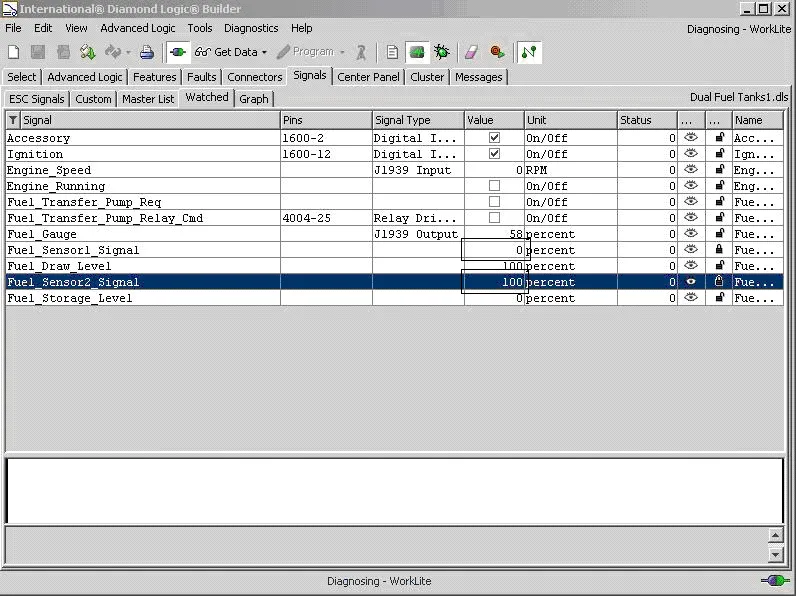 International® Diamond Logic® Builder
File Edit View Advanced Logic Tools Diagnostics Help Diagnosing - WorkLite
Get Data Program
Select Advanced Logic Features Faults Connectors Signals Center Panel Cluster Messages
ESC Signals Custom Master List Watched Graph Dual Fuel Tanks1.dls
Signal Pins Signal Type Value Unit Status ... ... Name
Accessory 1600-2 Digital I... On/Off 0 Acc...
Ignition 1600-12 Digital I... On/Off 0 Ign...
Engine_Speed J1939 Input 0 RPM 0 Eng...
Engine_Running On/Off 0 Eng...
Fuel_Transfer_Pump_Req On/Off 0 Fue...
Fuel_Transfer_Pump_Relay_Cmd 4004-25 Relay Dri... On/Off 0 Fue...
Fuel_Gauge J1939 Output 58 percent 0 Fue...
Fuel_Sensor1_Signal 0 percent 0 Fue...
Fuel_Draw_Level 100 percent 0 Fue...
Fuel_Sensor2_Signal 100 percent 0 Fue...
Fuel_Storage_Level 0 percent 0 Fue...
Diagnosing - WorkLite